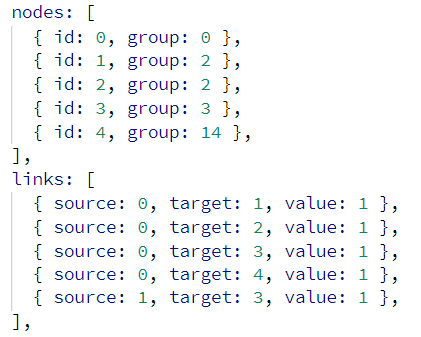 nodes: [
  { id: 0, group: 0 },
  { id: 1, group: 2 },
  { id: 2, group: 2 },
  { id: 3, group: 3 },
  { id: 4, group: 14 },
],
links: [
  { source: 0, target: 1, value: 1 },
  { source: 0, target: 2, value: 1 },
  { source: 0, target: 3, value: 1 },
  { source: 0, target: 4, value: 1 },
  { source: 1, target: 3, value: 1 },
],